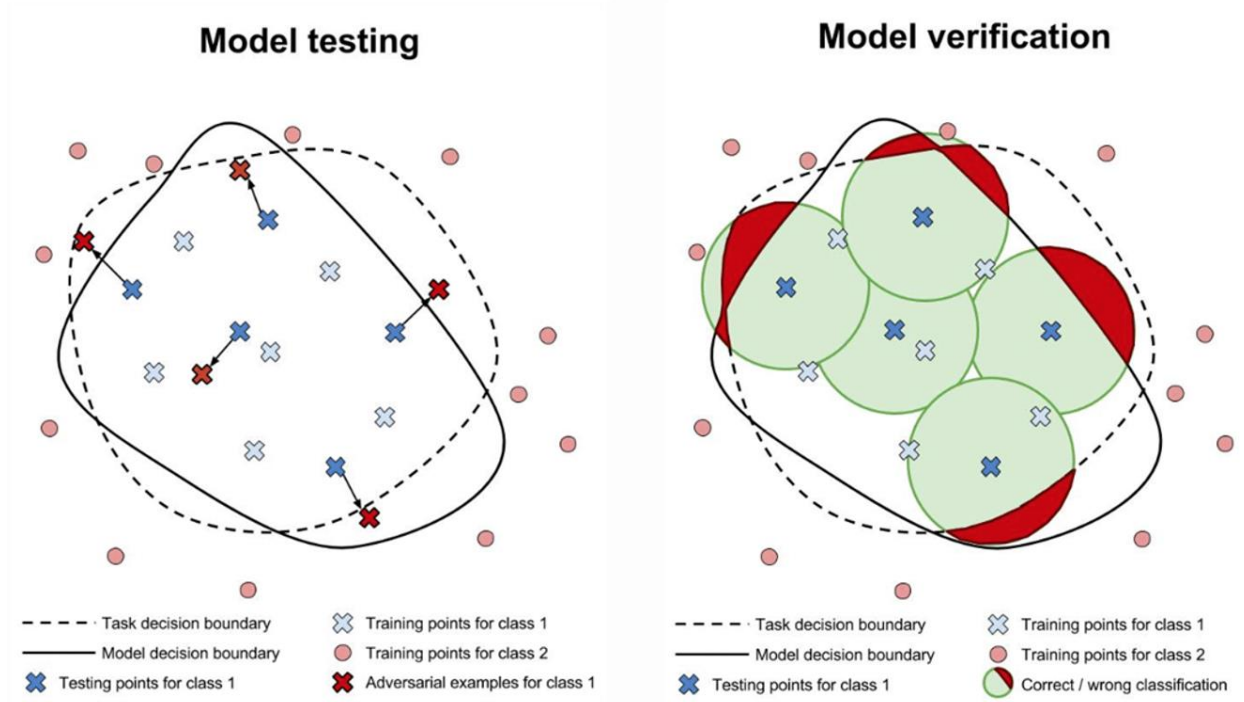 Model testing
Task decision boundary
Model decision boundary
Testing points for class 1
Training points for class 1
Training points for class 2
Adversarial examples for class 1
Model verification
Task decision boundary
Model decision boundary
Testing points for class 1
Training points for class 1
Training points for class 2
Correct / wrong classification